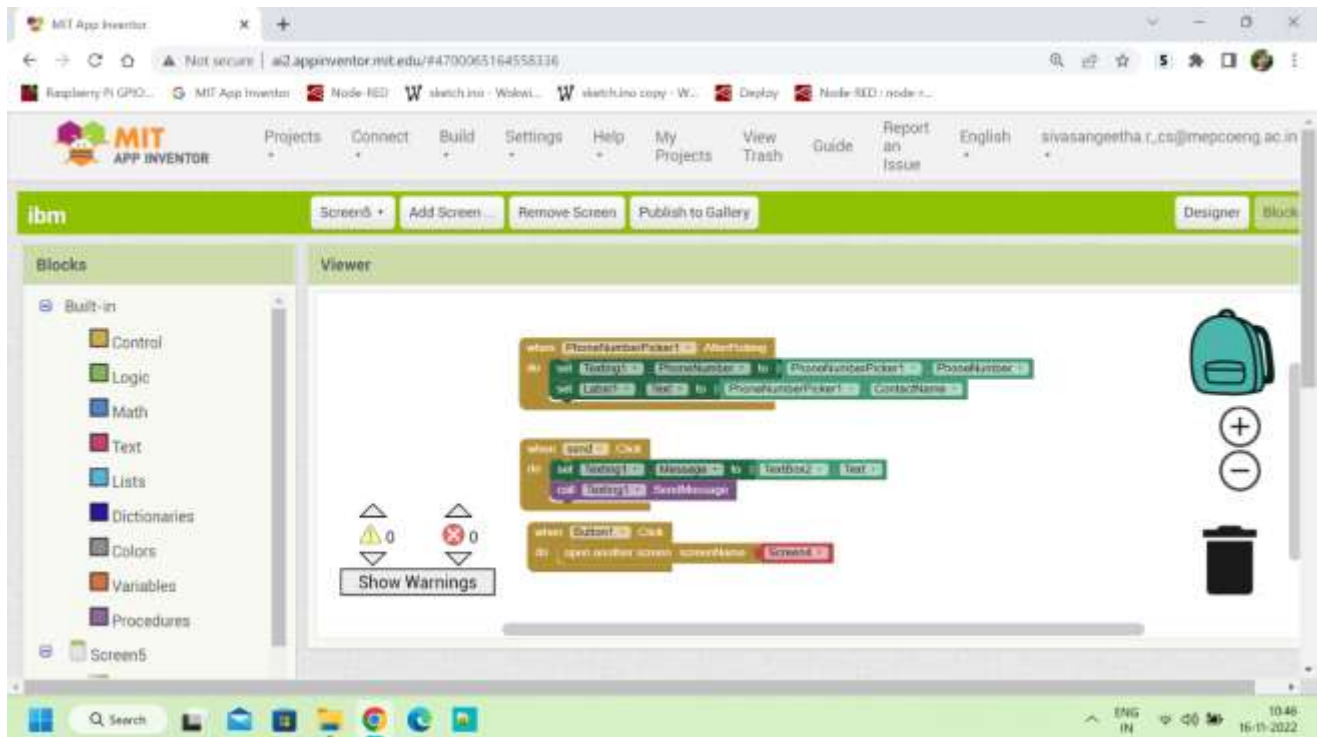 MIT App Inventor
Not secure | ai2.appinventor.mit.edu/#4700065164558336
Raspberry Pi GPIO... MIT App Inventor Node-RED sketch.ino - Wokwi... sketch.ino copy - W... Deploy Node-RED : node-r...
MIT APP INVENTOR
Projects Connect Build Settings Help My Projects View Trash Guide Report an Issue English sivasangeetha.r_cs@mepcoeng.ac.in
ibm Screen5 Add Screen ... Remove Screen Publish to Gallery Designer Block
Blocks Viewer
Built-in
Control
Logic
Math
Text
Lists
Dictionaries
Colors
Variables
Procedures
Screen5
when PhoneNumberPicker1 .AfterPicking
do set Texting1 . PhoneNumber to PhoneNumberPicker1 . PhoneNumber
set Label1 . Text to PhoneNumberPicker1 . ContactName
when send .Click
do set Texting1 . Message to TextBox2 . Text
call Texting1 .SendMessage
when Button1 .Click
do open another screen screenName Screen4
0 0
Show Warnings
Search
ENG
IN
10:46
16-11-2022